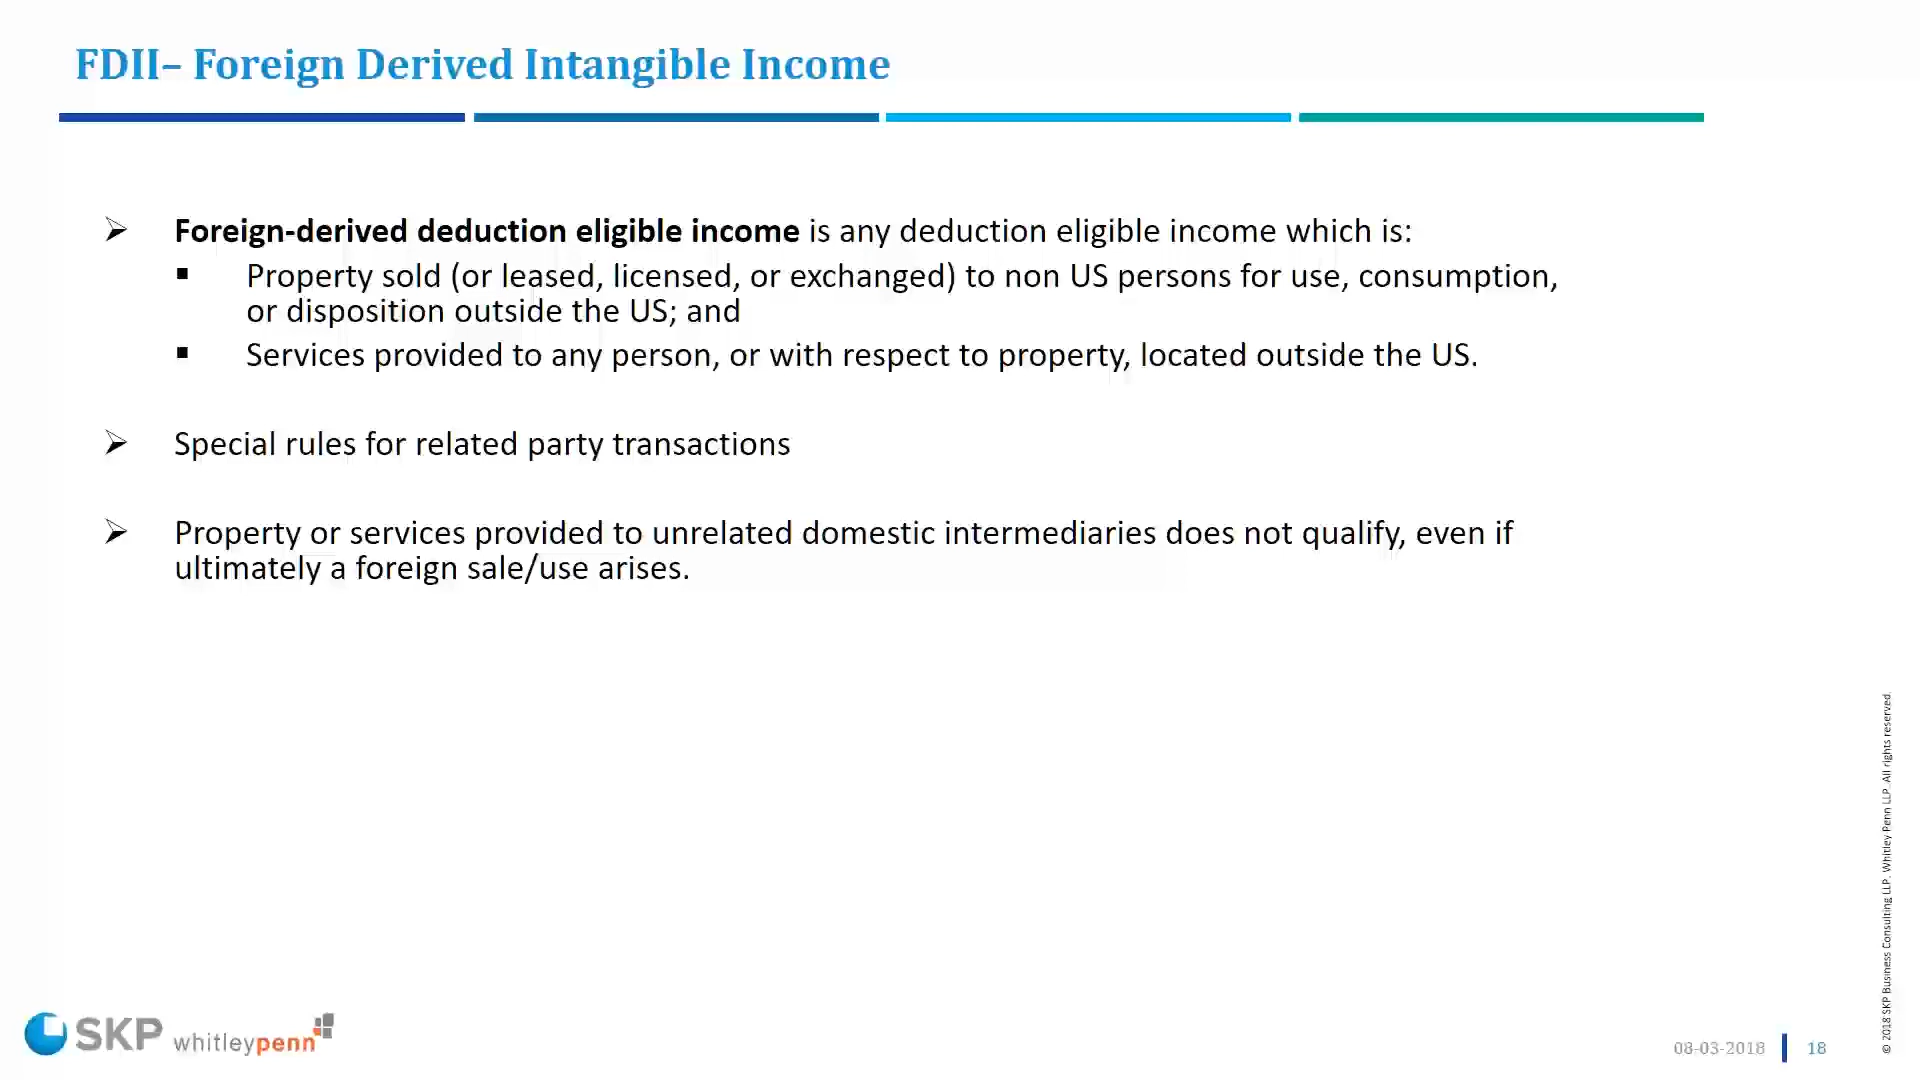 FDII– Foreign Derived Intangible Income
➢ Foreign-derived deduction eligible income is any deduction eligible income which is:
▪ Property sold (or leased, licensed, or exchanged) to non US persons for use, consumption,
or disposition outside the US; and
▪ Services provided to any person, or with respect to property, located outside the US.
➢ Special rules for related party transactions
➢ Property or services provided to unrelated domestic intermediaries does not qualify, even if
ultimately a foreign sale/use arises.
© 2018 SKP Business Consulting LLP. Whitley Penn LLP. All rights reserved.
SKP whitleypenn
08-03-2018 18